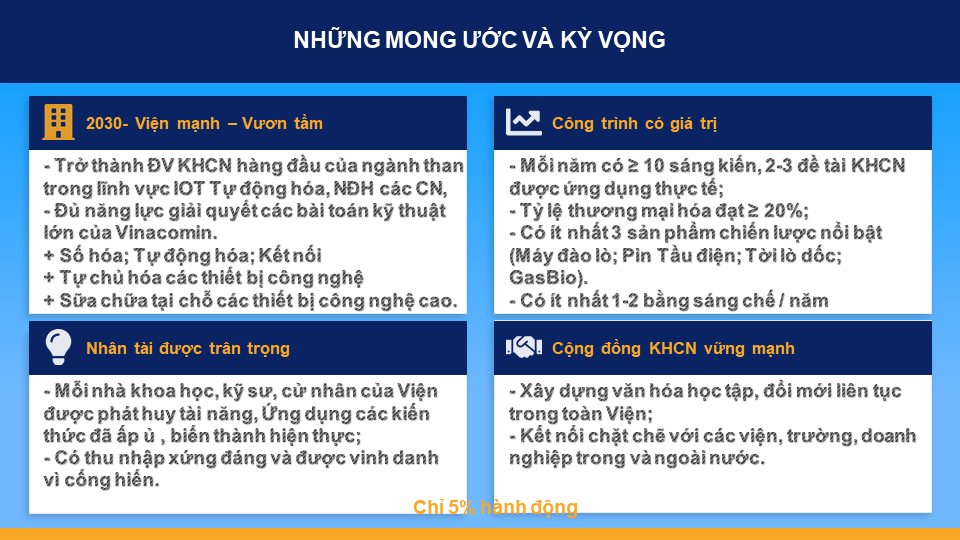 NHỮNG MONG ƯỚC VÀ KỲ VỌNG
2030- Viện mạnh – Vươn tầm
- Trở thành ĐV KHCN hàng đầu của ngành than
trong lĩnh vực IOT Tự động hóa, NĐH các CN,
- Đủ năng lực giải quyết các bài toán kỹ thuật
lớn của Vinacomin.
+ Số hóa; Tự động hóa; Kết nối
+ Tự chủ hóa các thiết bị công nghệ
+ Sữa chữa tại chỗ các thiết bị công nghệ cao.
Công trình có giá trị
- Mỗi năm có ≥ 10 sáng kiến, 2-3 đề tài KHCN
được ứng dụng thực tế;
- Tỷ lệ thương mại hóa đạt ≥ 20%;
- Có ít nhất 3 sản phẩm chiến lược nổi bật
(Máy đào lò; Pin Tầu điện; Tời lò dốc;
GasBio).
- Có ít nhất 1-2 bằng sáng chế / năm
Nhân tài được trân trọng
- Mỗi nhà khoa học, kỹ sư, cử nhân của Viện
được phát huy tài năng, Ứng dụng các kiến
thức đã ấp ủ , biến thành hiện thực;
- Có thu nhập xứng đáng và được vinh danh
vì cống hiến.
Cộng đồng KHCN vững mạnh
- Xây dựng văn hóa học tập, đổi mới liên tục
trong toàn Viện;
- Kết nối chặt chẽ với các viện, trường, doanh
nghiệp trong và ngoài nước.
Chỉ 5% hành động